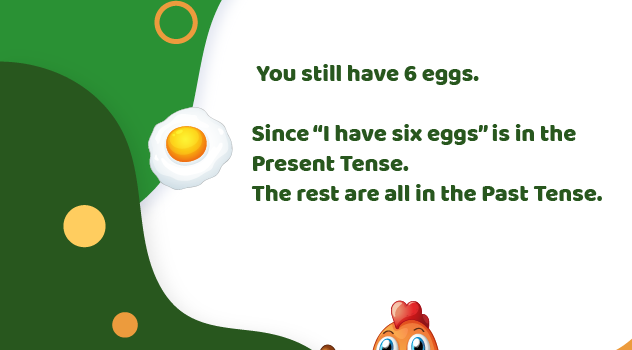 You still have 6 eggs.
Since “I have six eggs” is in the
Present Tense.
The rest are all in the Past Tense.